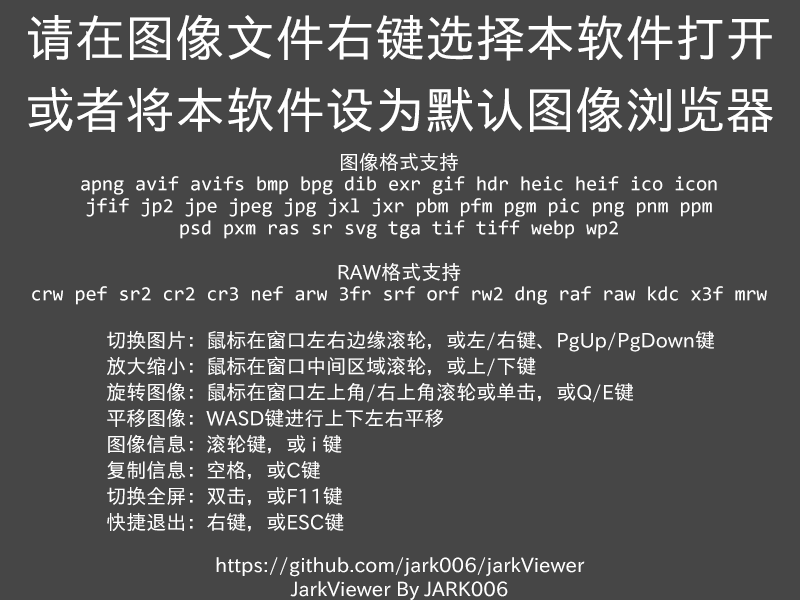 请在图像文件右键选择本软件打开
或者将本软件设为默认图像浏览器
图像格式支持
apng avif avifs bmp bpg dib exr gif hdr heic heif ico icon
jfif jp2 jpe jpeg jpg jxl jxr pbm pfm pgm pic png pnm ppm
psd pxm ras sr svg tga tif tiff webp wp2
RAW格式支持
crw pef sr2 cr2 cr3 nef arw 3fr srf orf rw2 dng raf raw kdc x3f mrw
切换图片：鼠标在窗口左右边缘滚轮，或左/右键、PgUp/PgDown键
放大缩小：鼠标在窗口中间区域滚轮，或上/下键
旋转图像：鼠标在窗口左上角/右上角滚轮或单击，或Q/E键
平移图像：WASD键进行上下左右平移
图像信息：滚轮键，或 i 键
复制信息：空格，或C键
切换全屏：双击，或F11键
快捷退出：右键，或ESC键
https://github.com/jark006/jarkViewer
JarkViewer By JARK006